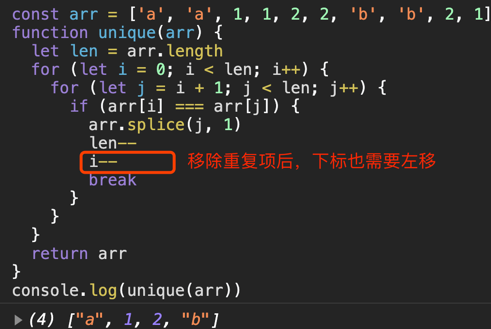 const arr = ['a', 'a', 1, 1, 2, 2, 'b', 'b', 2, 1]
function unique(arr) {
  let len = arr.length
  for (let i = 0; i < len; i++) {
    for (let j = i + 1; j < len; j++) {
      if (arr[i] === arr[j]) {
        arr.splice(j, 1)
        len--
        i-- 移除重复项后，下标也需要左移
        break
      }
    }
  }
  return arr
}
console.log(unique(arr))
▶ (4) ["a", 1, 2, "b"]